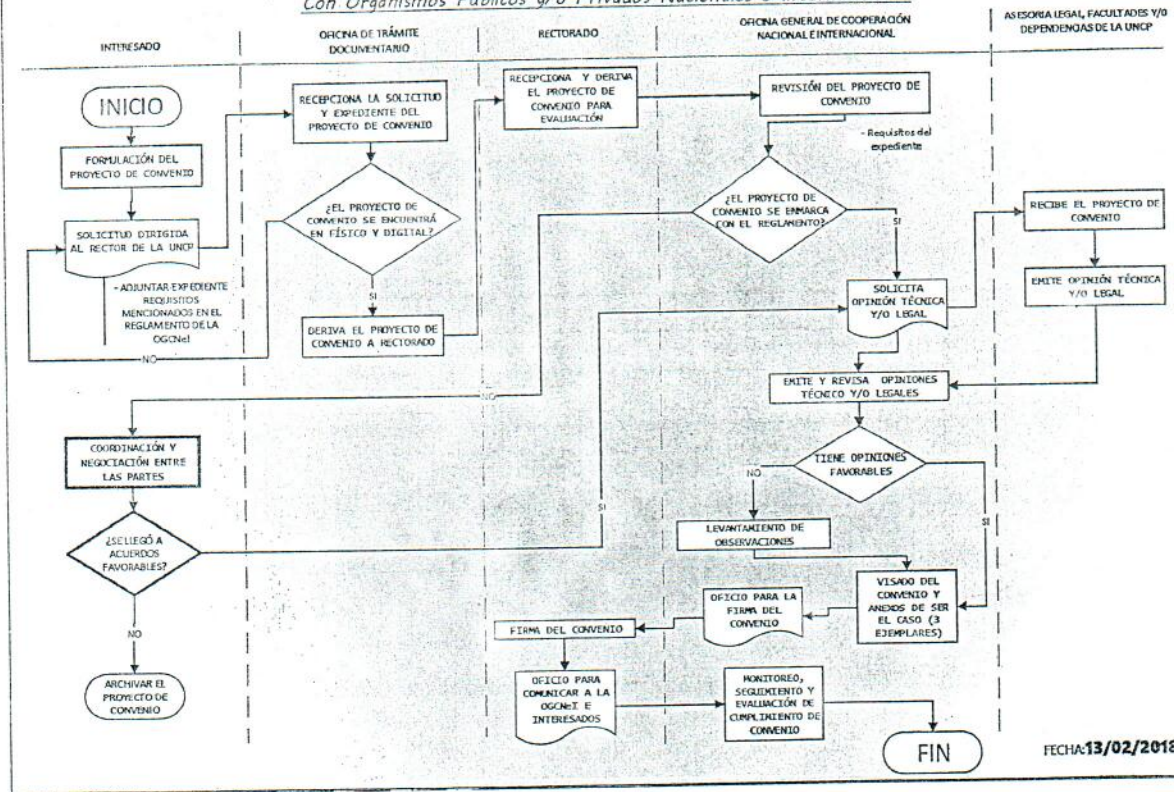 Con Organismos Públicos y/o Privados Nacionales
INTERESADO
OFICINA DE TRÁMITE
DOCUMENTARIO
RECTORADO
OFICINA GENERAL DE COOPERACIÓN
NACIONAL E INTERNACIONAL
ASESORIA LEGAL, FACULTADES Y/O
DEPENDENCIAS DE LA UNCP
INICIO
FORMULACIÓN DEL
PROYECTO DE CONVENIO
SOLICITUD DIRIGIDA
AL RECTOR DE LA UNCP
- ADJUNTAR EXPEDIENTE
REQUISITOS
MENCIONADOS EN EL
REGLAMENTO DE LA
OGCNeI
NO
RECEPCIONA LA SOLICITUD
Y EXPEDIENTE DEL
PROYECTO DE CONVENIO
¿EL PROYECTO DE
CONVENIO SE ENCUENTRÁ
EN FÍSICO Y DIGITAL?
SI
DERIVA EL PROYECTO DE
CONVENIO A RECTORADO
RECEPCIONA Y DERIVA
EL PROYECTO DE
CONVENIO PARA
EVALUACIÓN
REVISIÓN DEL PROYECTO DE
CONVENIO
- Requisitos del
expediente
¿EL PROYECTO DE
CONVENIO SE ENMARCA
CON EL REGLAMENTO?
SI
NO
SOLICITA
OPINIÓN TÉCNICA
Y/O LEGAL
RECIBE EL PROYECTO DE
CONVENIO
EMITE OPINIÓN TÉCNICA
Y/O LEGAL
EMITE Y REVISA OPINIONES
TÉCNICO Y/O LEGALES
TIENE OPINIONES
FAVORABLES
NO
SI
LEVANTAMIENTO DE
OBSERVACIONES
VISADO DEL
CONVENIO Y
ANEXOS DE SER
EL CASO (3
EJEMPLARES)
OFICIO PARA LA
FIRMA DEL
CONVENIO
FIRMA DEL CONVENIO
OFICIO PARA
COMUNICAR A LA
OGCNeI E
INTERESADOS
MONITOREO,
SEGUIMIENTO Y
EVALUACIÓN DE
CUMPLIMIENTO DE
CONVENIO
FIN
COORDINACIÓN Y
NEGOCIACIÓN ENTRE
LAS PARTES
¿SE LLEGÓ A
ACUERDOS
FAVORABLES?
SI
NO
ARCHIVAR EL
PROYECTO DE
CONVENIO
FECHA:13/02/2018